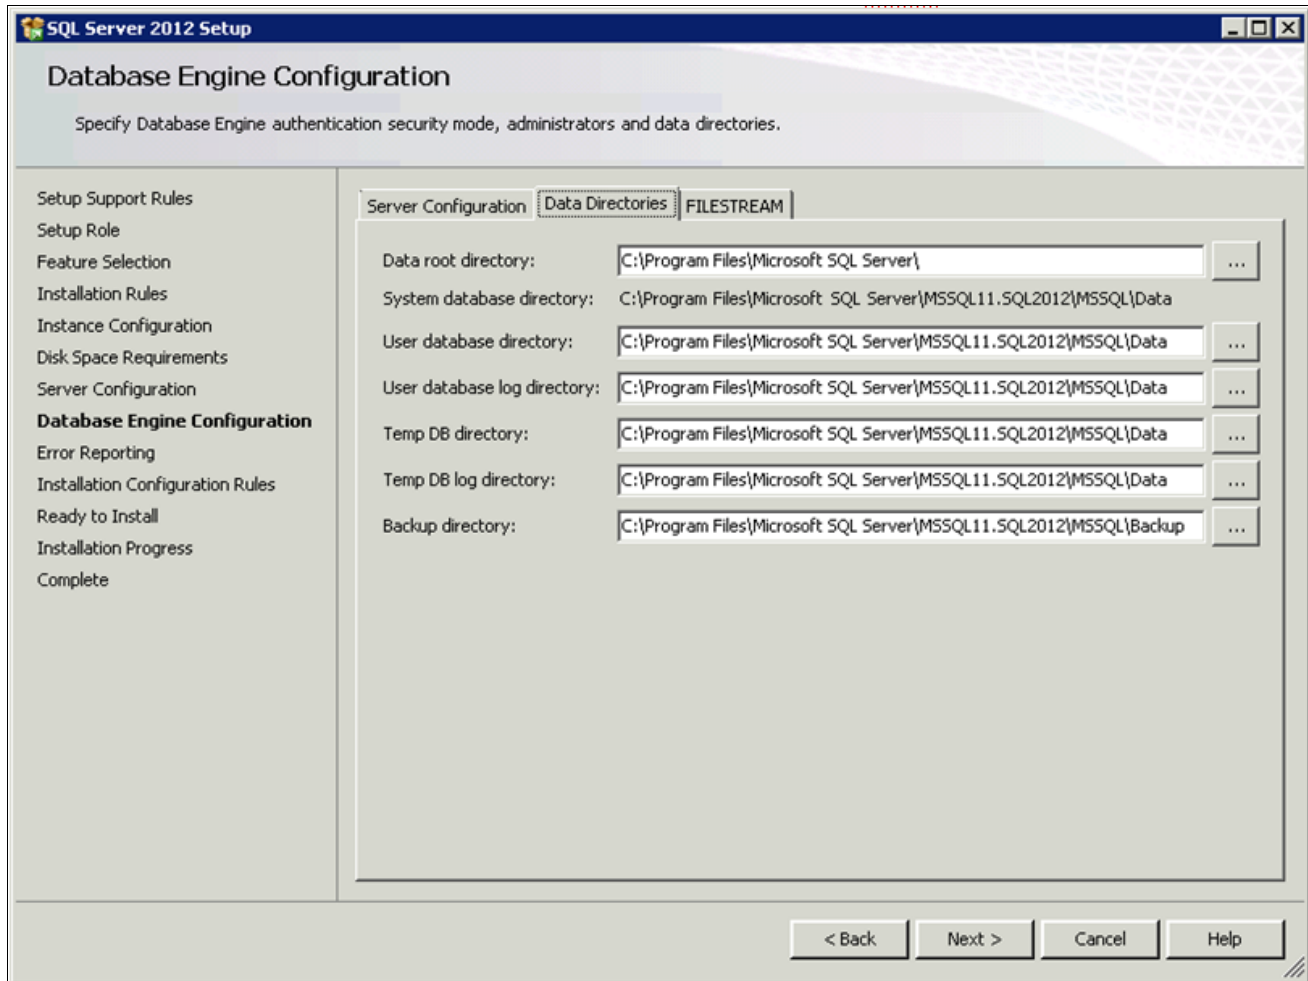 SQL Server 2012 Setup
Database Engine Configuration
Specify Database Engine authentication security mode, administrators and data directories.
Setup Support Rules
Setup Role
Feature Selection
Installation Rules
Instance Configuration
Disk Space Requirements
Server Configuration
Database Engine Configuration
Error Reporting
Installation Configuration Rules
Ready to Install
Installation Progress
Complete
Server Configuration Data Directories FILESTREAM
Data root directory: C:\Program Files\Microsoft SQL Server\ ...
System database directory: C:\Program Files\Microsoft SQL Server\MSSQL11.SQL2012\MSSQL\Data
User database directory: C:\Program Files\Microsoft SQL Server\MSSQL11.SQL2012\MSSQL\Data ...
User database log directory: C:\Program Files\Microsoft SQL Server\MSSQL11.SQL2012\MSSQL\Data ...
Temp DB directory: C:\Program Files\Microsoft SQL Server\MSSQL11.SQL2012\MSSQL\Data ...
Temp DB log directory: C:\Program Files\Microsoft SQL Server\MSSQL11.SQL2012\MSSQL\Data ...
Backup directory: C:\Program Files\Microsoft SQL Server\MSSQL11.SQL2012\MSSQL\Backup ...
< Back Next > Cancel Help